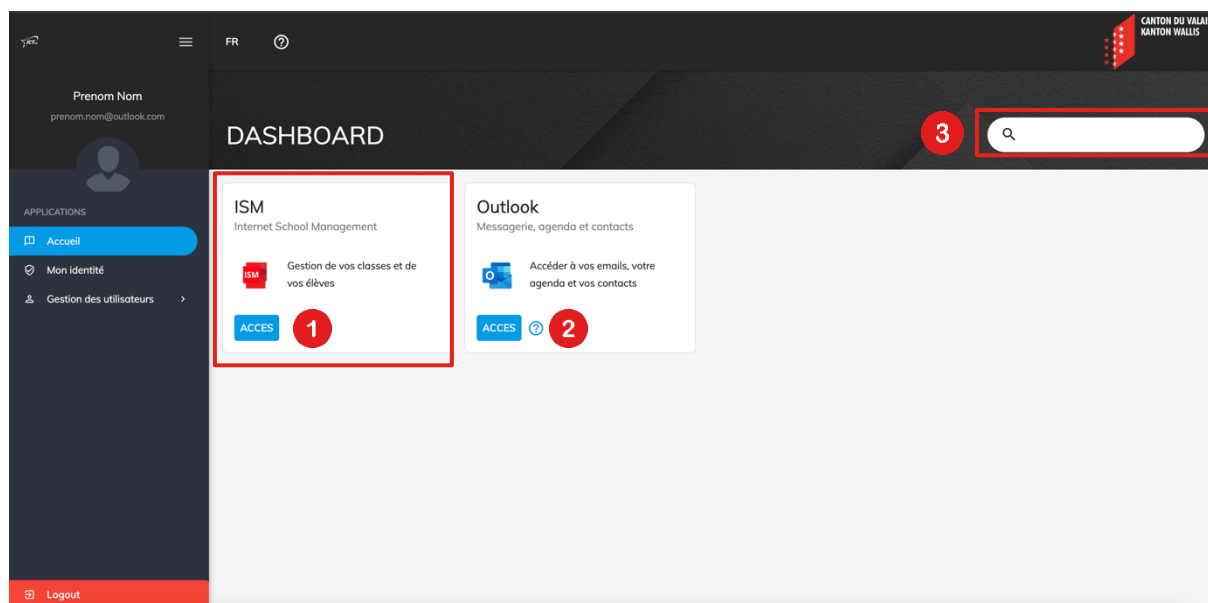 FR
CANTON DU VALAI
KANTON WALLIS
Prenom Nom
prenom.nom@outlook.com
DASHBOARD
3
APPLICATIONS
Accueil
Mon identité
Gestion des utilisateurs
Logout
ISM
Internet School Management
ISM
Gestion de vos classes et de
vos élèves
ACCES
1
Outlook
Messagerie, agenda et contacts
Accéder à vos emails, votre
agenda et vos contacts
ACCES
2